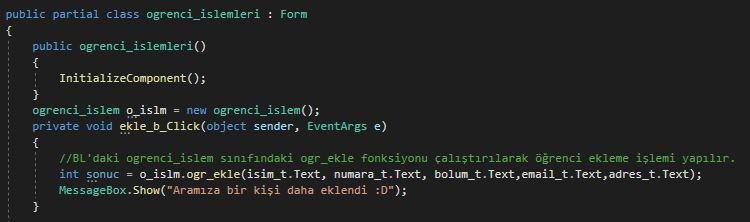 public partial class ogrenci_islemleri : Form
{
public ogrenci_islemleri()
{
InitializeComponent();
}
ogrenci_islem o_islm = new ogrenci_islem();
private void ekle_b_Click(object sender, EventArgs e)
{
//BL'daki ogrenci_islem sınıfındaki ogr_ekle fonksiyonu çalıştırılarak öğrenci ekleme işlemi yapılır.
int sonuc = o_islm.ogr_ekle(isim_t.Text, numara_t.Text, bolum_t.Text,email_t.Text,adres_t.Text);
MessageBox.Show("Aramıza bir kişi daha eklendi :D");
}